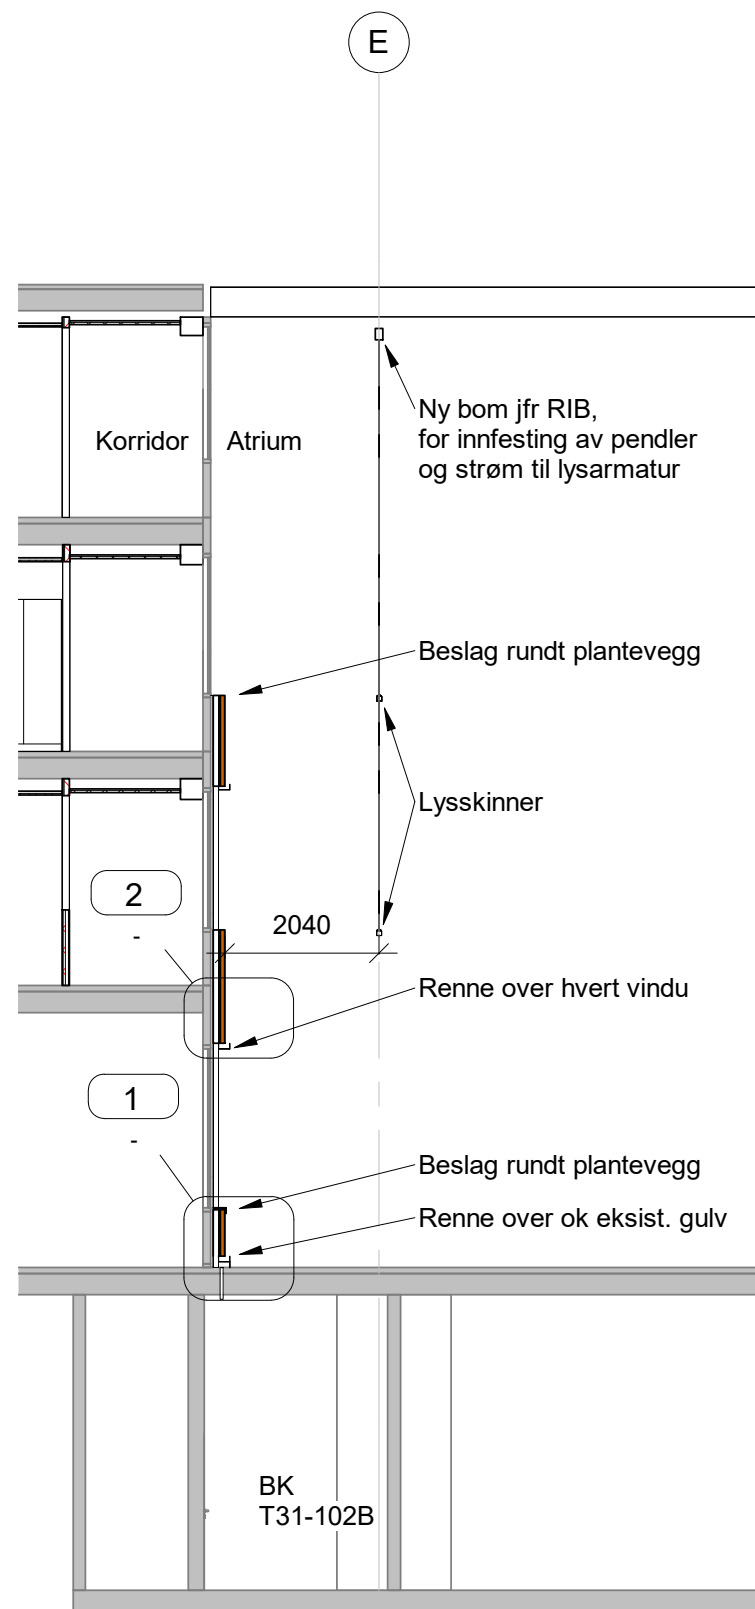 E
Ny bom jfr RIB,
for innfesting av pendler
og strøm til lysarmatur
Korridor
Atrium
Beslag rundt plantevegg
Lysskinner
2
-
2040
Renne over hvert vindu
1
-
Beslag rundt plantevegg
Renne over ok eksist. gulv
BK
T31-102B